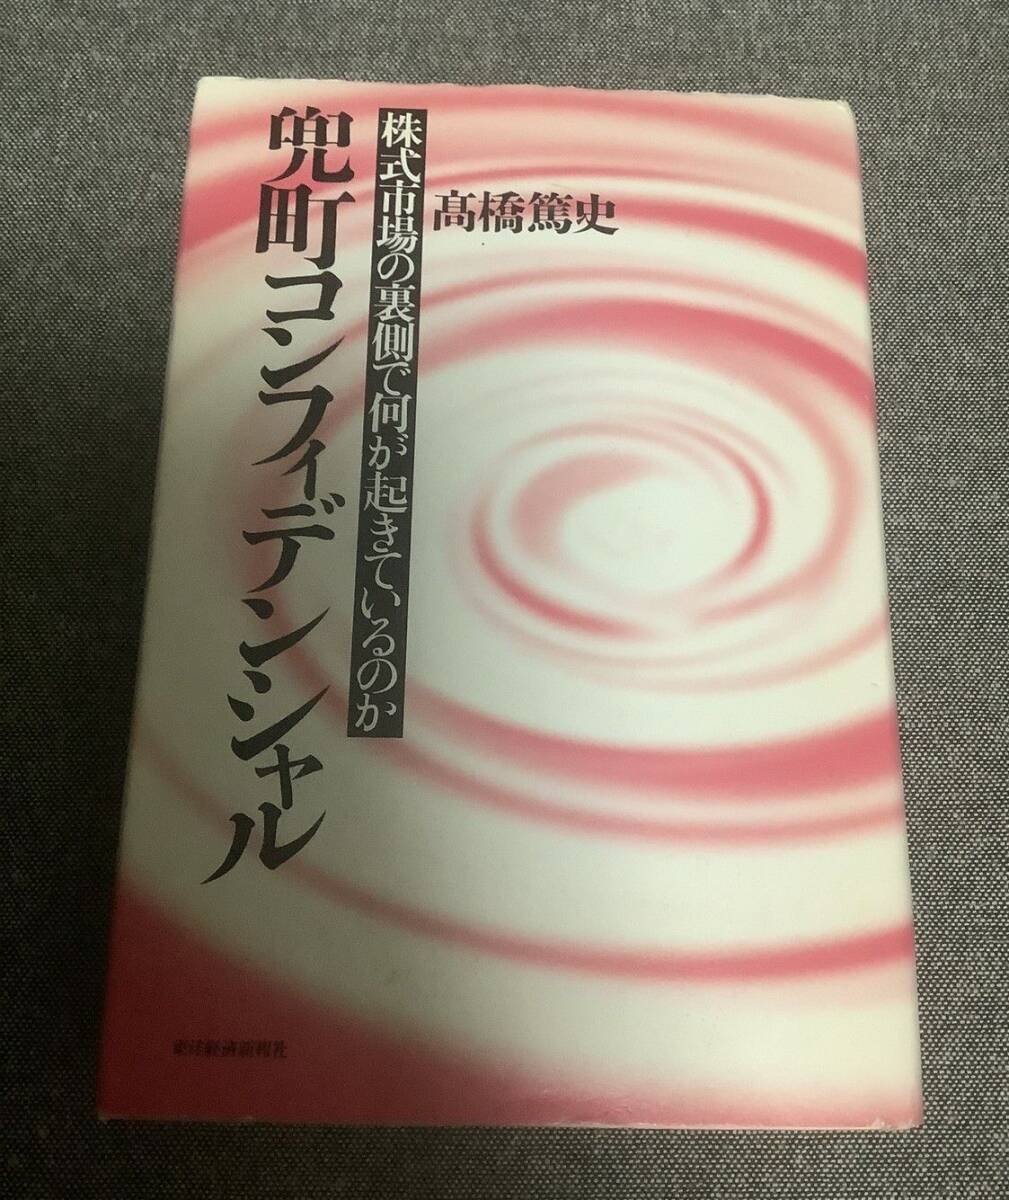 兜町コンフィデンシャル
株式市場の裏側で何が起きているのか
髙橋篤史
東洋経済新報社